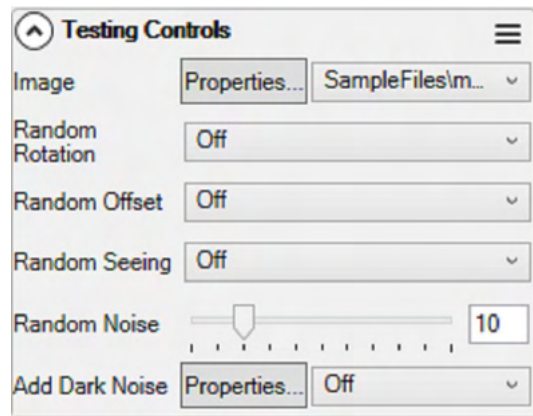 Testing Controls
Image Properties... SampleFiles\m...
Random
Rotation
Off
Random Offset Off
Random Seeing Off
Random Noise 10
Add Dark Noise Properties... Off